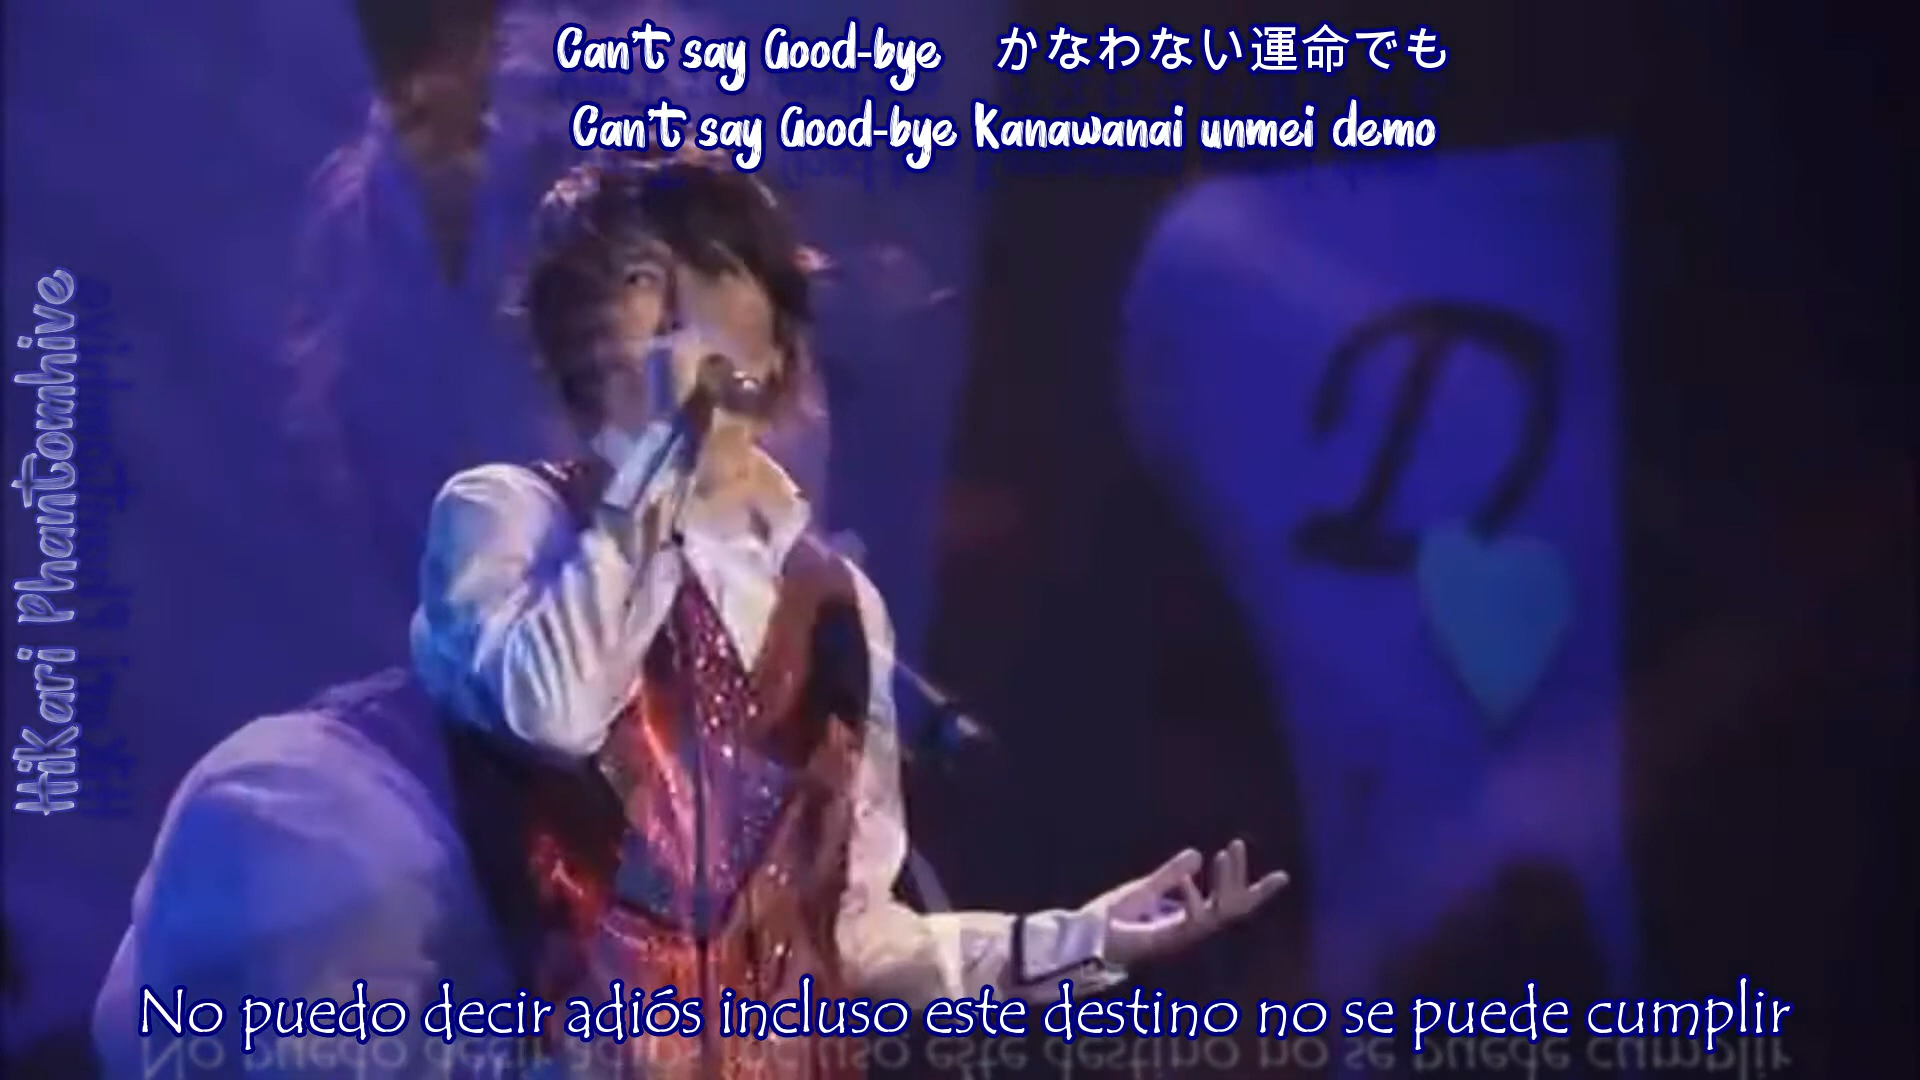 Can't say Good-bye かなわない運命でも
Can't say Good-bye Kanawanai unmei demo
D
HiKari Phantomhive
No puedo decir adiós incluso este destino no se puede cumplir